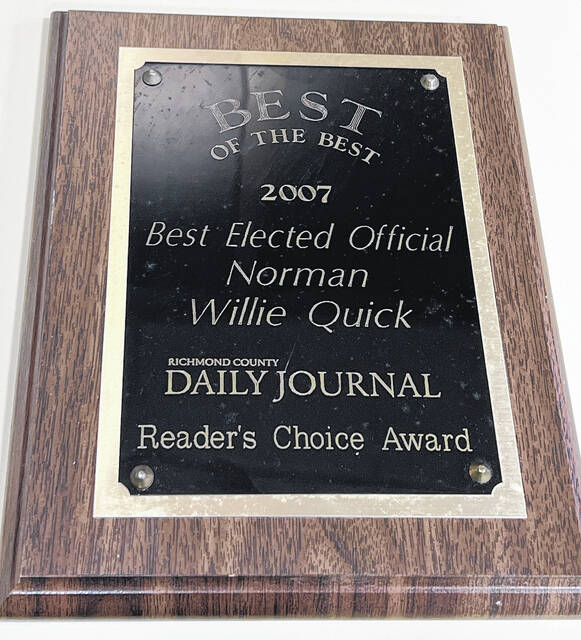 BEST
OF THE BEST
2007
Best Elected Official
Norman
Willie Quick
RICHMOND COUNTY
DAILY JOURNAL
Reader's Choice Award